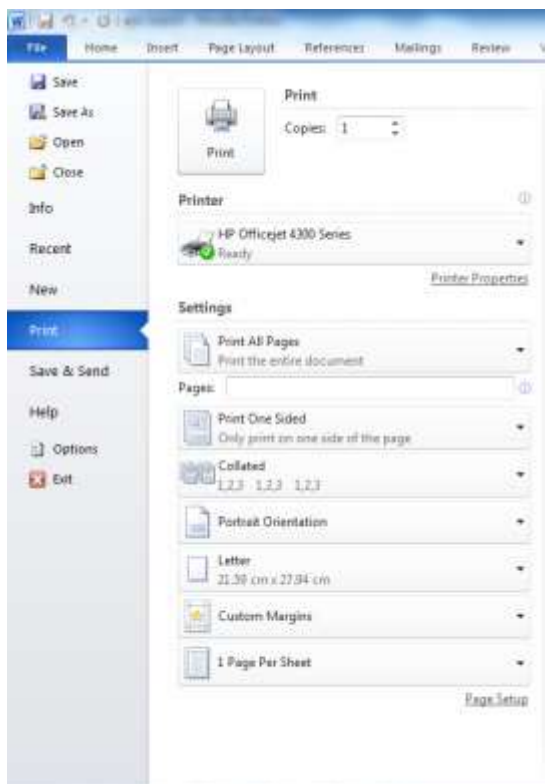 File Home Insert Page Layout References Mailings Review
Save
Save As
Open
Close
Info
Recent
New
Print
Save & Send
Help
Options
Exit
Print
Print
Copies: 1
Printer
HP Officejet 4300 Series
Ready
Printer Properties
Settings
Print All Pages
Print the entire document
Pages:
Print One Sided
Only print on one side of the page
Collated
1,2,3 1,2,3 1,2,3
Portrait Orientation
Letter
21.59 cm x 27.94 cm
Custom Margins
1 Page Per Sheet
Page Setup